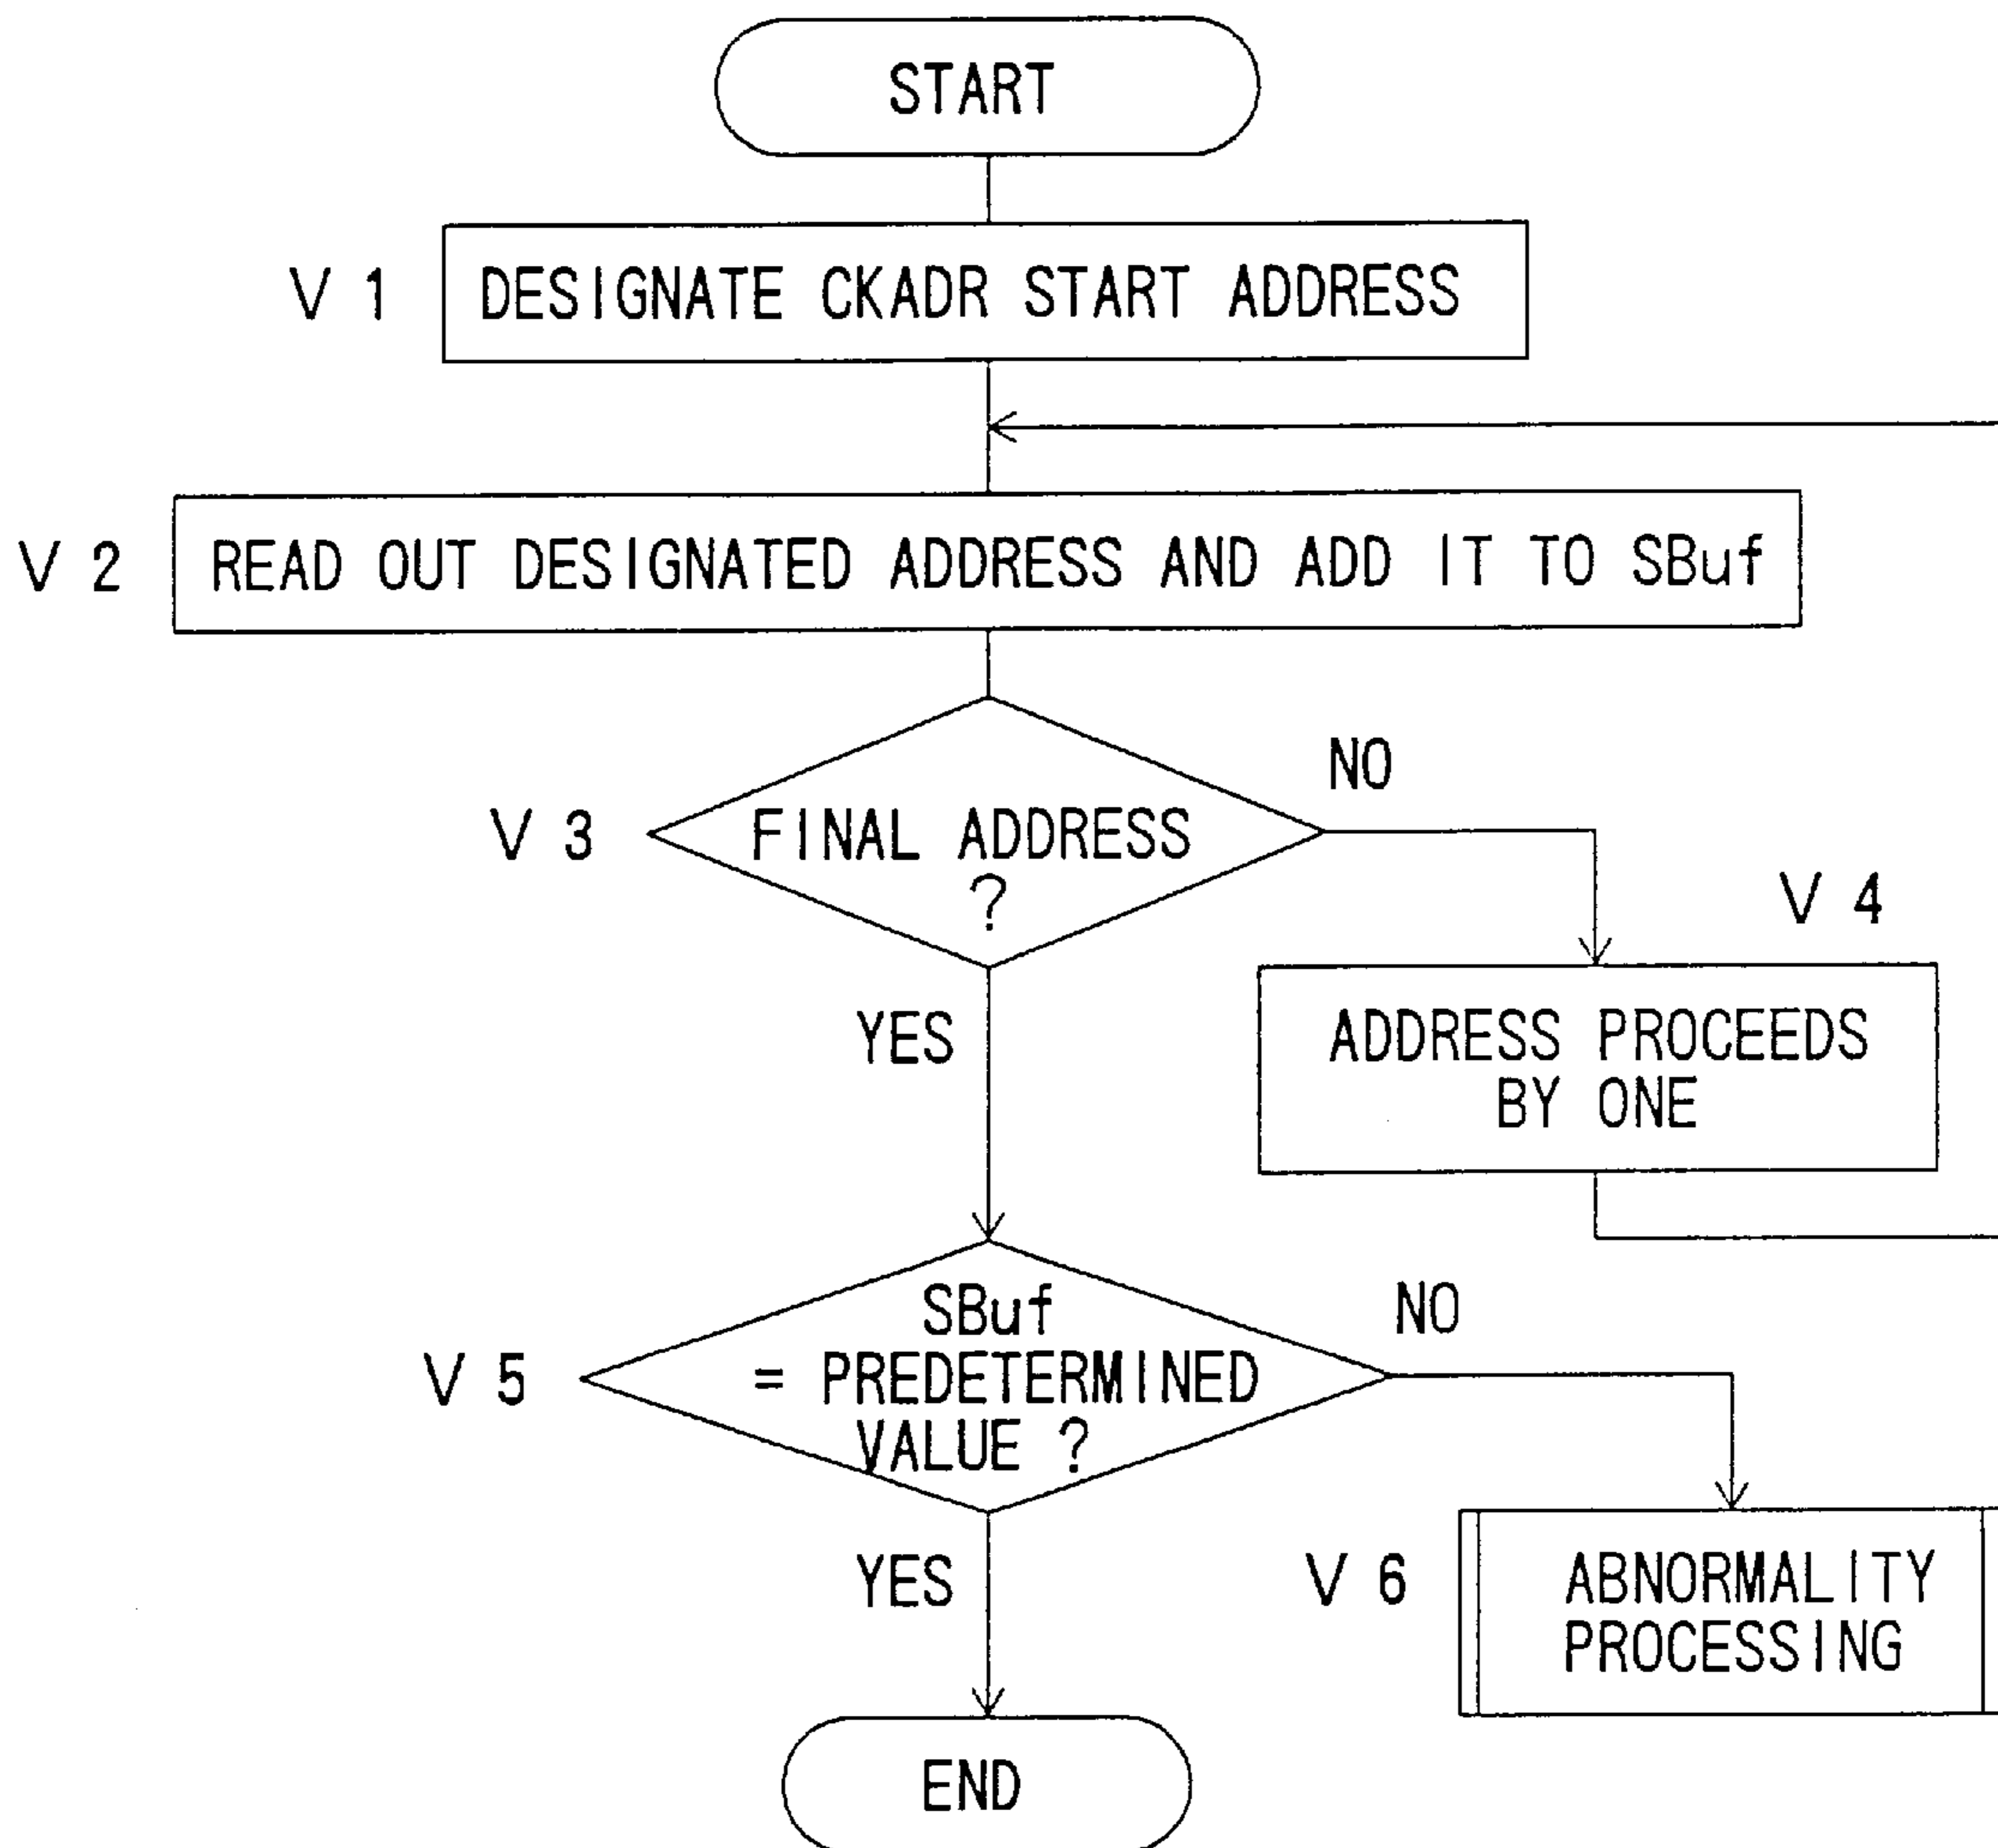 START
V 1
DESIGNATE CKADR START ADDRESS
V 2
READ OUT DESIGNATED ADDRESS AND ADD IT TO SBuf
V 3
FINAL ADDRESS
?
NO
YES
V 4
ADDRESS PROCEEDS
BY ONE
V 5
SBuf
= PREDETERMINED
VALUE ?
NO
YES
V 6
ABNORMALITY
PROCESSING
END